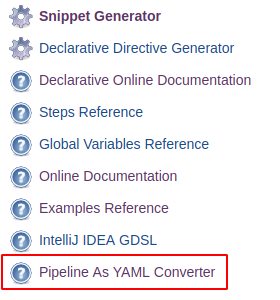 Snippet Generator
Declarative Directive Generator
Declarative Online Documentation
Steps Reference
Global Variables Reference
Online Documentation
Examples Reference
IntelliJ IDEA GDSL
Pipeline As YAML Converter